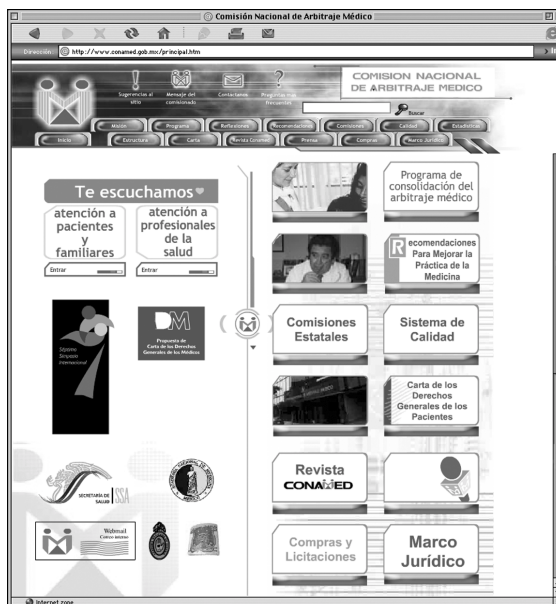 Comisión Nacional de Arbitraje Médico
Dirección: http://www.conamed.gob.mx/principal.htm
COMISION NACIONAL
DE ARBITRAJE MEDICO
Sugerencias al
sitio
Mensaje del
comisionado
Contáctenos
Preguntas más
frecuentes
Buscar
Misión
Programa
Reflexiones
Recomendaciones
Comisiones
Calidad
Estadísticas
Inicio
Estructura
Carta
Revista Conamed
Prensa
Compras
Marco Jurídico
Te escuchamos
atención a
pacientes
y
familiares
atención a
profesionales
de la
salud
Entrar
Entrar
Séptimo
Simposio
Internacional
DM
Propuesta de
Carta de los Derechos
Generales de los Médicos
SECRETARÍA DE
SALUD
SSA
Webmail
Correo interno
Programa de
consolidación del
arbitraje médico
Recomendaciones
Para Mejorar la
Práctica de la
Medicina
Comisiones
Estatales
Sistema de
Calidad
Carta de los
Derechos
Generales de los
Pacientes
Revista
CONAMED
Compras y
Licitaciones
Marco
Jurídico
Internet zone